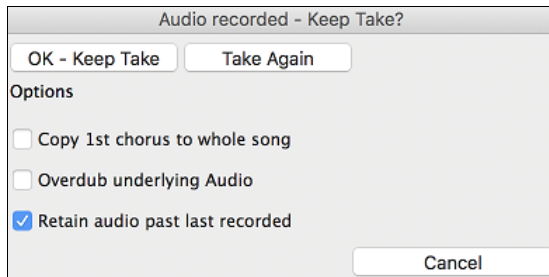 Audio recorded - Keep Take?
OK - Keep Take Take Again
Options
Copy 1st chorus to whole song
Overdub underlying Audio
Retain audio past last recorded
Cancel